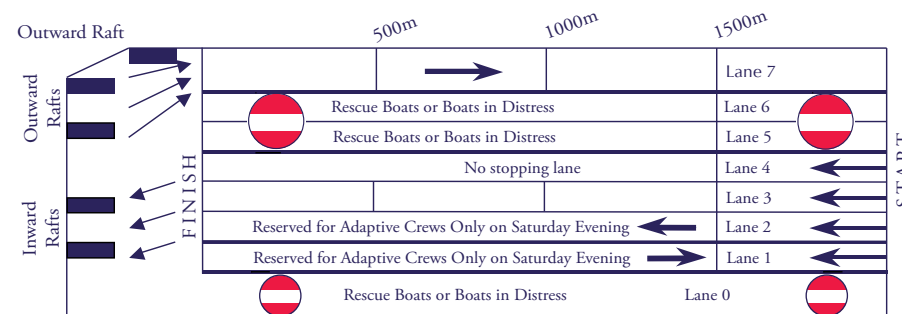 Outward Raft
500m
1000m
1500m
Lane 7
Outward
Rafts
Rescue Boats or Boats in Distress
Lane 6
Rescue Boats or Boats in Distress
Lane 5
FINISH
START
No stopping lane
Lane 4
Lane 3
Inward
Rafts
Reserved for Adaptive Crews Only on Saturday Evening
Lane 2
Reserved for Adaptive Crews Only on Saturday Evening
Lane 1
Rescue Boats or Boats in Distress
Lane 0